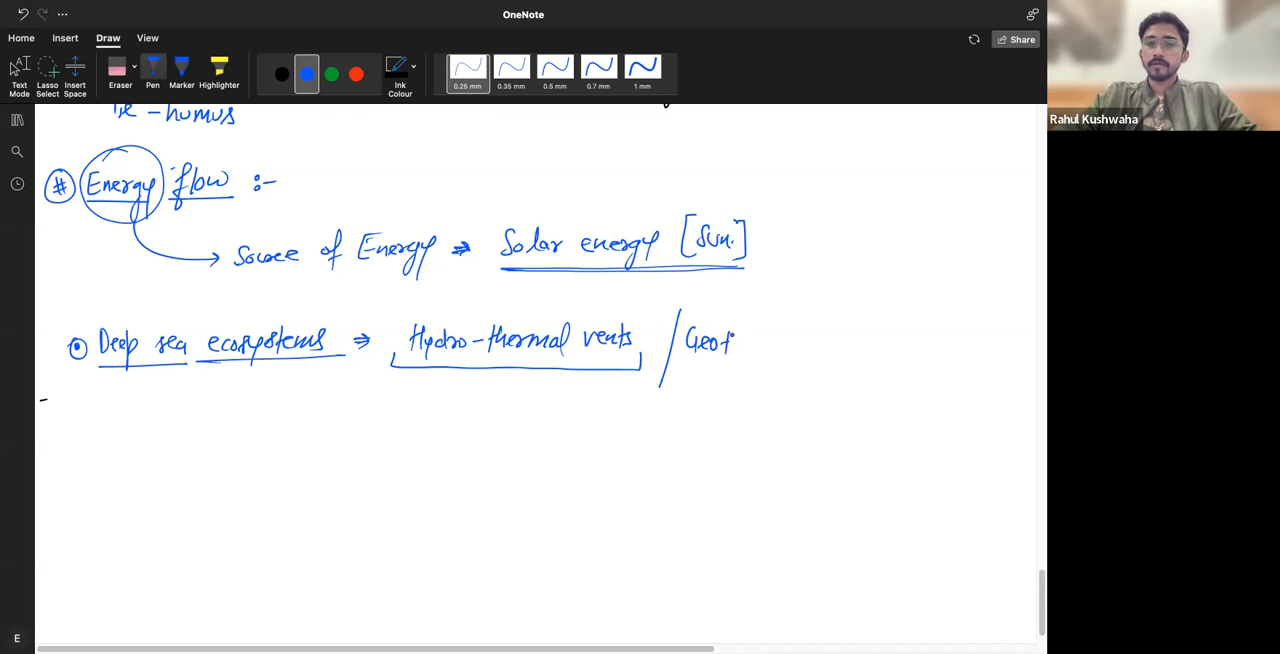 OneNote
Home Insert Draw View
Share
Text Mode Lasso Select Insert Space Eraser Pen Marker Highlighter Ink Colour 0.25 mm 0.35 mm 0.5 mm 0.7 mm 1 mm
Rahul Kushwaha
- humus
# Energy flow :-
Source of Energy ⇒ Solar energy [Sun.]
Deep sea ecosystems ⇒ Hydro-thermal vents / Geot
E